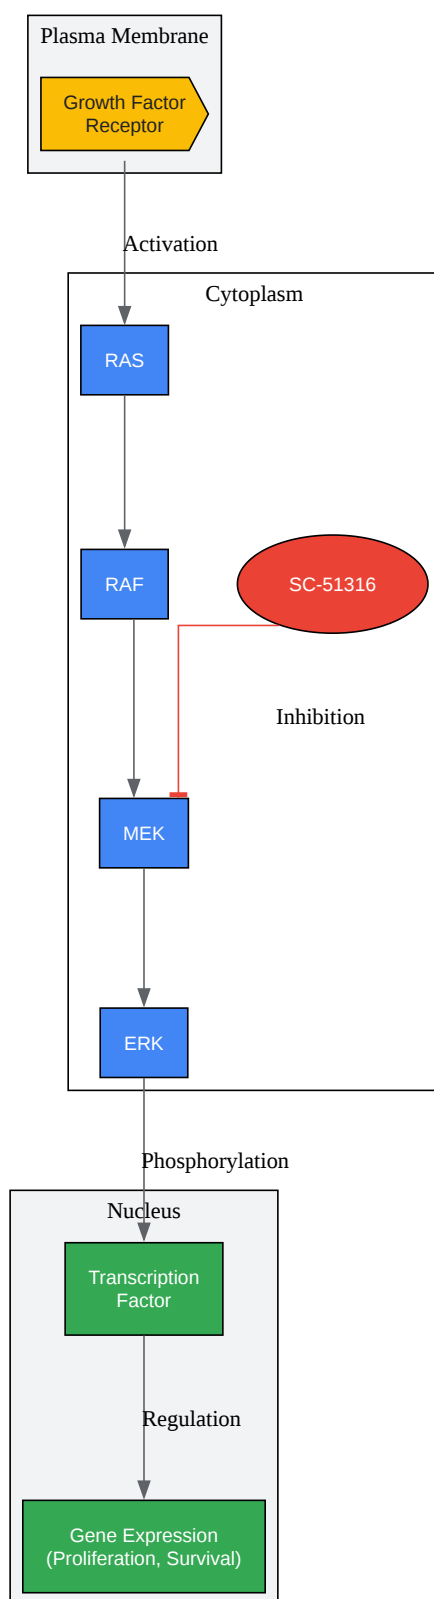 Plasma Membrane
Growth Factor
Receptor
Activation
Cytoplasm
RAS
RAF
SC-51316
Inhibition
MEK
ERK
Phosphorylation
Nucleus
Transcription
Factor
Regulation
Gene Expression
(Proliferation, Survival)